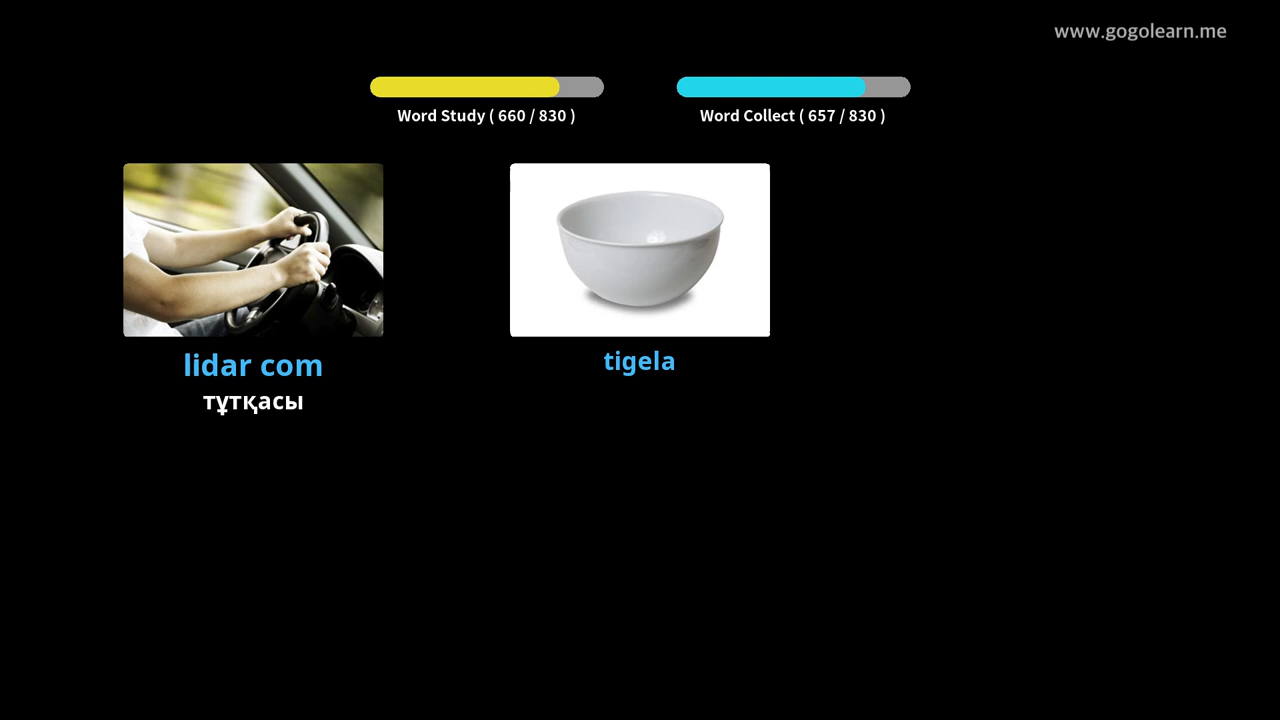 www.gogolearn.me
Word Study ( 660 / 830 )
Word Collect ( 657 / 830 )
lidar com
тұтқасы
tigela